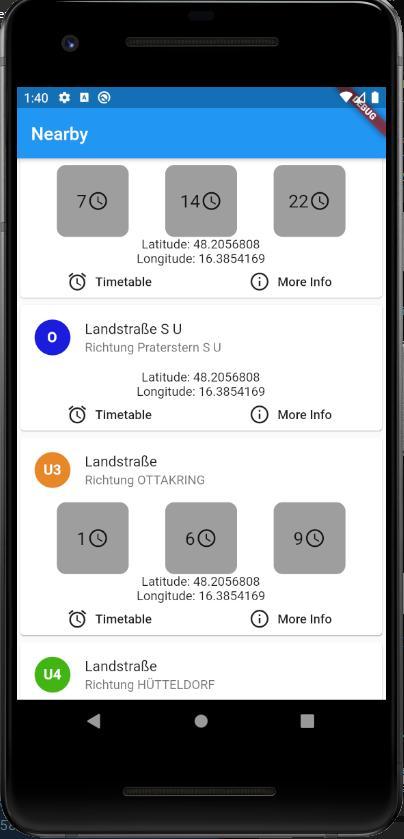 1:40
DEBUG
Nearby
7 14 22
Latitude: 48.2056808
Longitude: 16.3854169
Timetable More Info
O Landstraße S U
Richtung Praterstern S U
Latitude: 48.2056808
Longitude: 16.3854169
Timetable More Info
U3 Landstraße
Richtung OTTAKRING
1 6 9
Latitude: 48.2056808
Longitude: 16.3854169
Timetable More Info
U4 Landstraße
Richtung HÜTTELDORF